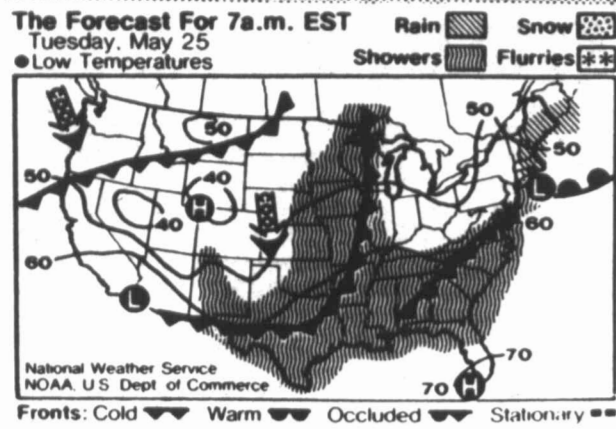 The Forecast For 7a.m. EST
Tuesday, May 25
● Low Temperatures
Rain Snow
Showers Flurries
50
50
50
50
40
H
40
L
60
60
L
70
70 H
National Weather Service
NOAA, U S Dept of Commerce
Fronts: Cold Warm Occluded Stationary